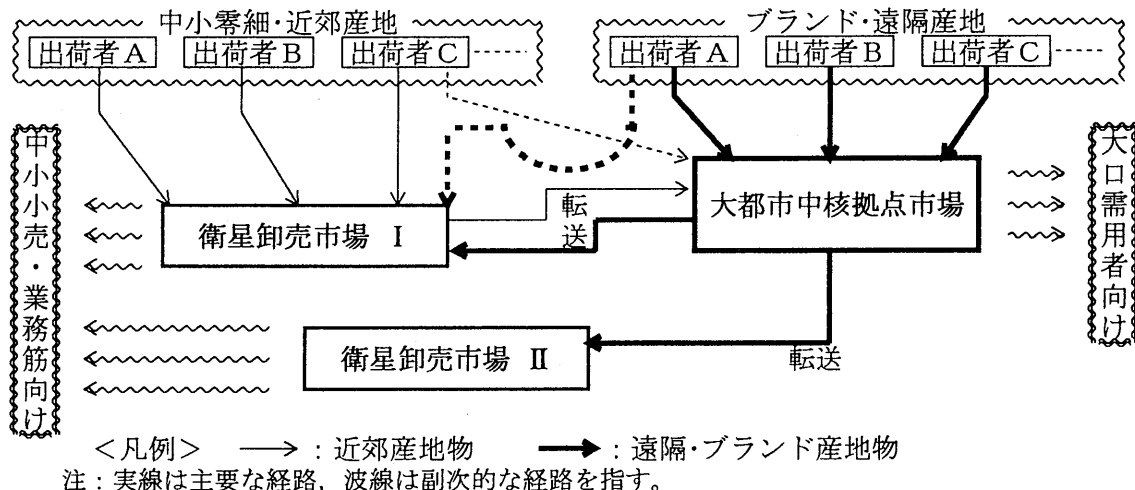 中小零細・近郊産地
ブランド・遠隔産地
出荷者A 出荷者B 出荷者C
出荷者A 出荷者B 出荷者C
中小小売・業務筋向け
大口需用者向け
衛星卸売市場 Ⅰ
転送
大都市中核拠点市場
衛星卸売市場 Ⅱ
転送
<凡例> : 近郊産地物 : 遠隔・ブランド産地物
注：実線は主要な経路，波線は副次的な経路を指す。